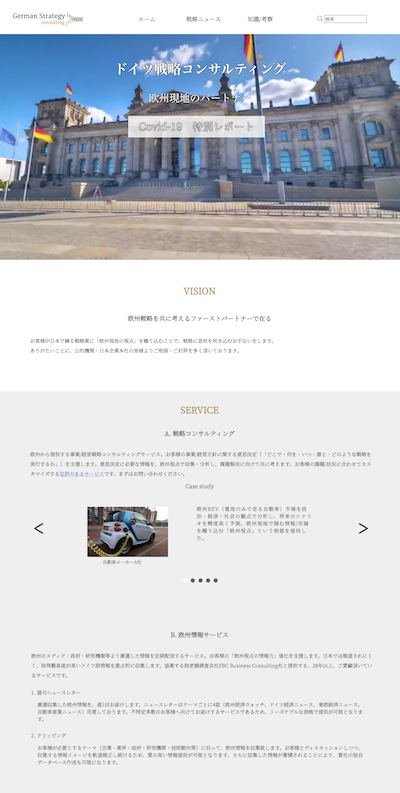 German Strategy
consulting
ホーム 戦略ニュース 知識/考察
検索
ドイツ戦略コンサルティング
欧州現地のパートナー
Covid-19 特別レポート
VISION
欧州戦略を共に考えるファーストパートナーで在る
お客様が日本で練る戦略案に「欧州現地の視点」を織り込むことで、戦略に息吹を吹き込むお手伝いをします。
ありがたいことに、公的機関・日本企業本社の皆様よりご相談・ご好評を多く頂いております。
SERVICE
A. 戦略コンサルティング
欧州から提供する事業/経営戦略コンサルティングサービス。お客様の事業/経営方針に関する意思決定（「どこで・何を・いつ・誰と・どのような戦略を
実行するか」）を支援します。意思決定に必要な情報を、欧州視点で収集・分析し、課題解決に向けて共に考えます。お客様の課題/状況に合わせてカス
タマイズする定評のあるサービスです。まずはお問い合わせください。
Case study
欧州BEV（電池のみで走る自動車）市場を政
治・経済・社会の観点で分析し、将来のシナリ
オを精度高く予測。欧州現地で掴む情報/洞察
を織り込む「欧州視点」という価値を提供し
た。
自動車メーカーA社
B. 欧州情報サービス
欧州のメディア・政府・研究機関等より厳選した情報を定期配信するサービス。お客様の「欧州視点の情報力」強化を支援します。日本では報道されにく
く、取得難易度が高いドイツ語情報を重点的に収集します。協業する独老舗調査会社FBC Business Consulting社と提供する、20年以上、ご愛顧頂いてい
るサービスです。
1. 週刊ニュースレター
厳選収集した欧州情報を、週1回お届けします。ニュースレターはテーマごとに4誌（欧州経済ウォッチ、ドイツ経済ニュース、東欧経済ニュース、
自動車産業ニュース）用意しております。不特定多数のお客様へ向けてお届けするサービスであるため、リーズナブルな価格で提供が可能となりま
す。
2. クリッピング
お客様が必要とするテーマ（企業・業界・政府・研究機関・技術動向等）に沿って、欧州情報を収集致します。お客様とディスカッションしつつ、
収集する情報イメージを軌道修正し続けるため、質の高い情報提供が可能となります。さらに収集した情報が蓄積されることにより、貴社の独自
データベース作成も可能になります。